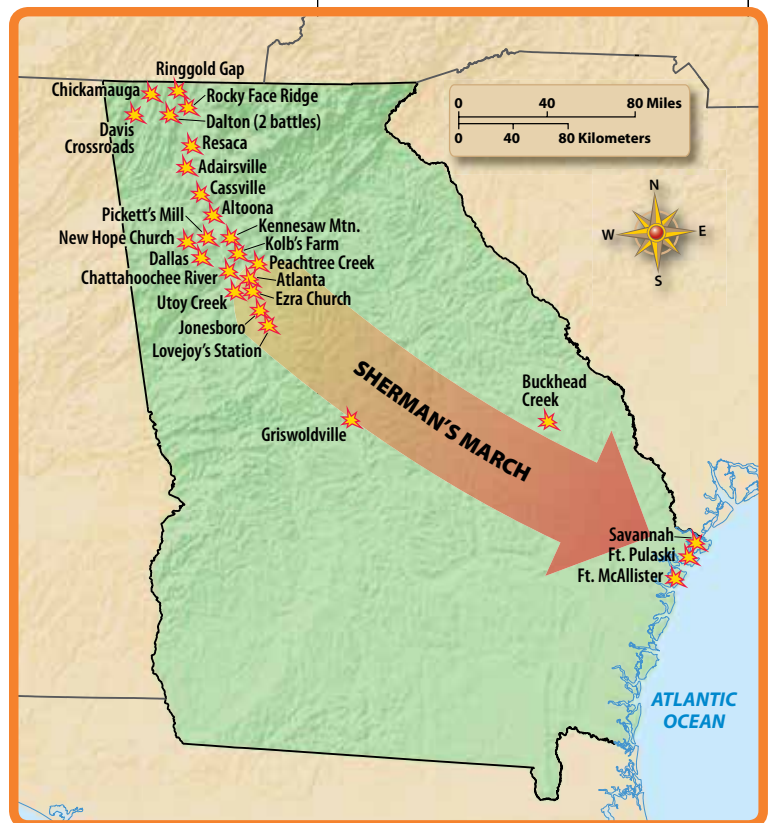 Ringgold Gap
Chickamauga
Rocky Face Ridge
Davis
Crossroads
Dalton (2 battles)
Resaca
Adairsville
Cassville
Altoona
Pickett's Mill
Kennesaw Mtn.
New Hope Church
Kolb's Farm
Dallas
Peachtree Creek
Chattahoochee River
Atlanta
Utoy Creek
Ezra Church
Jonesboro
Lovejoy's Station
0 40 80 Miles
0 40 80 Kilometers
N
W E
S
SHERMAN'S MARCH
Buckhead
Creek
Griswoldville
Savannah
Ft. Pulaski
Ft. McAllister
ATLANTIC
OCEAN